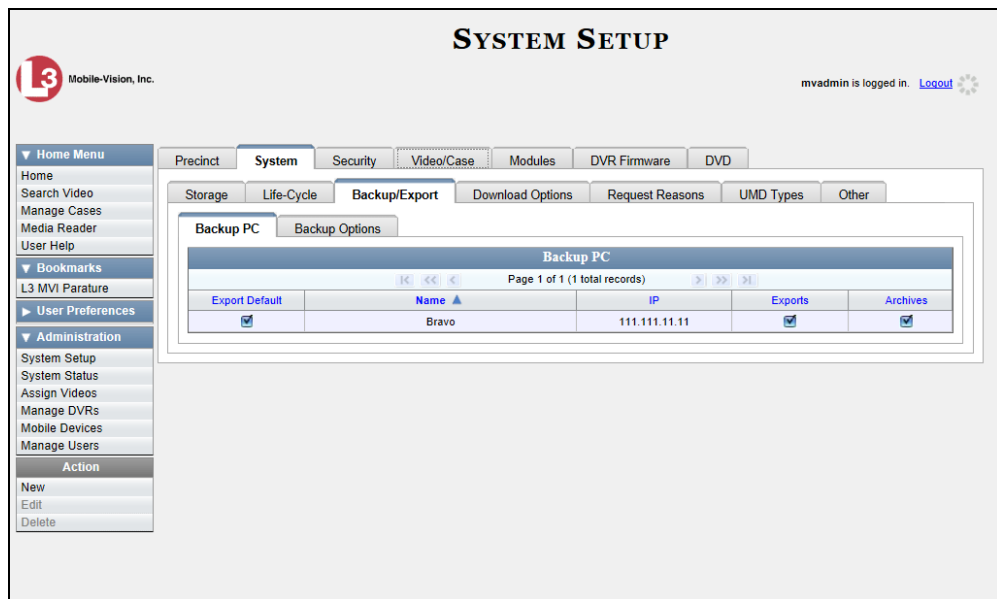 SYSTEM SETUP
L3 Mobile-Vision, Inc.
mvadmin is logged in. Logout
▼ Home Menu
Home
Search Video
Manage Cases
Media Reader
User Help
▼ Bookmarks
L3 MVI Parature
▶ User Preferences
▼ Administration
System Setup
System Status
Assign Videos
Manage DVRs
Mobile Devices
Manage Users
Action
New
Edit
Delete
Precinct System Security Video/Case Modules DVR Firmware DVD
Storage Life-Cycle Backup/Export Download Options Request Reasons UMD Types Other
Backup PC Backup Options
Backup PC
Page 1 of 1 (1 total records)
Export Default Name ▲ IP Exports Archives
Bravo 111.111.11.11